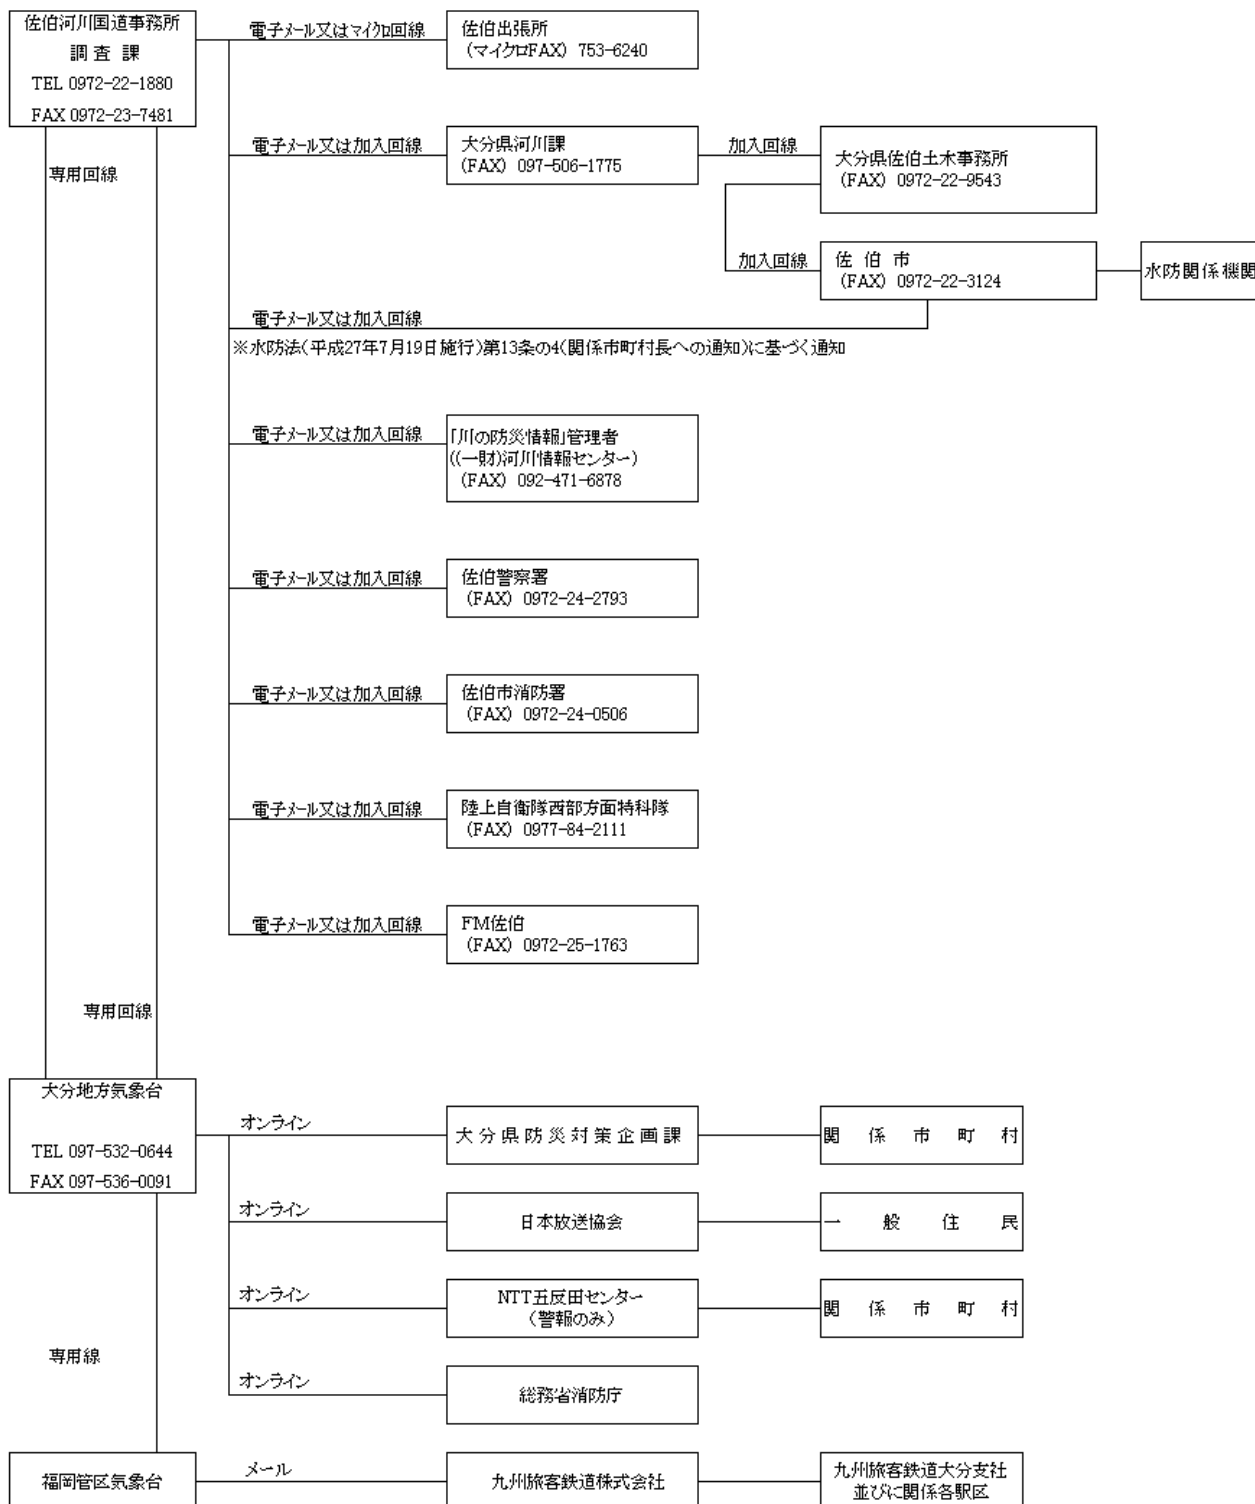 佐伯河川国道事務所
調 査 課
TEL 0972-22-1880
FAX 0972-23-7481
電子メール又はマイクロ回線
佐伯出張所
(マイクロFAX) 753-6240
電子メール又は加入回線
大分県河川課
(FAX) 097-506-1775
加入回線
大分県佐伯土木事務所
(FAX) 0972-22-9543
専用回線
加入回線
佐 伯 市
(FAX) 0972-22-3124
水防関係機関
電子メール又は加入回線
※水防法(平成27年7月19日施行)第13条の4(関係市町村長への通知)に基づく通知
電子メール又は加入回線
「川の防災情報」管理者
((一財)河川情報センター)
(FAX) 092-471-6878
電子メール又は加入回線
佐伯警察署
(FAX) 0972-24-2793
電子メール又は加入回線
佐伯市消防署
(FAX) 0972-24-0506
電子メール又は加入回線
陸上自衛隊西部方面特科隊
(FAX) 0977-84-2111
電子メール又は加入回線
FM佐伯
(FAX) 0972-25-1763
専用回線
大分地方気象台
TEL 097-532-0644
FAX 097-536-0091
オンライン
大分県防災対策企画課
関 係 市 町 村
オンライン
日本放送協会
一 般 住 民
オンライン
NTT五反田センター
(警報のみ)
関 係 市 町 村
専用線
オンライン
総務省消防庁
福岡管区気象台
メール
九州旅客鉄道株式会社
九州旅客鉄道大分支社
並びに関係各駅区